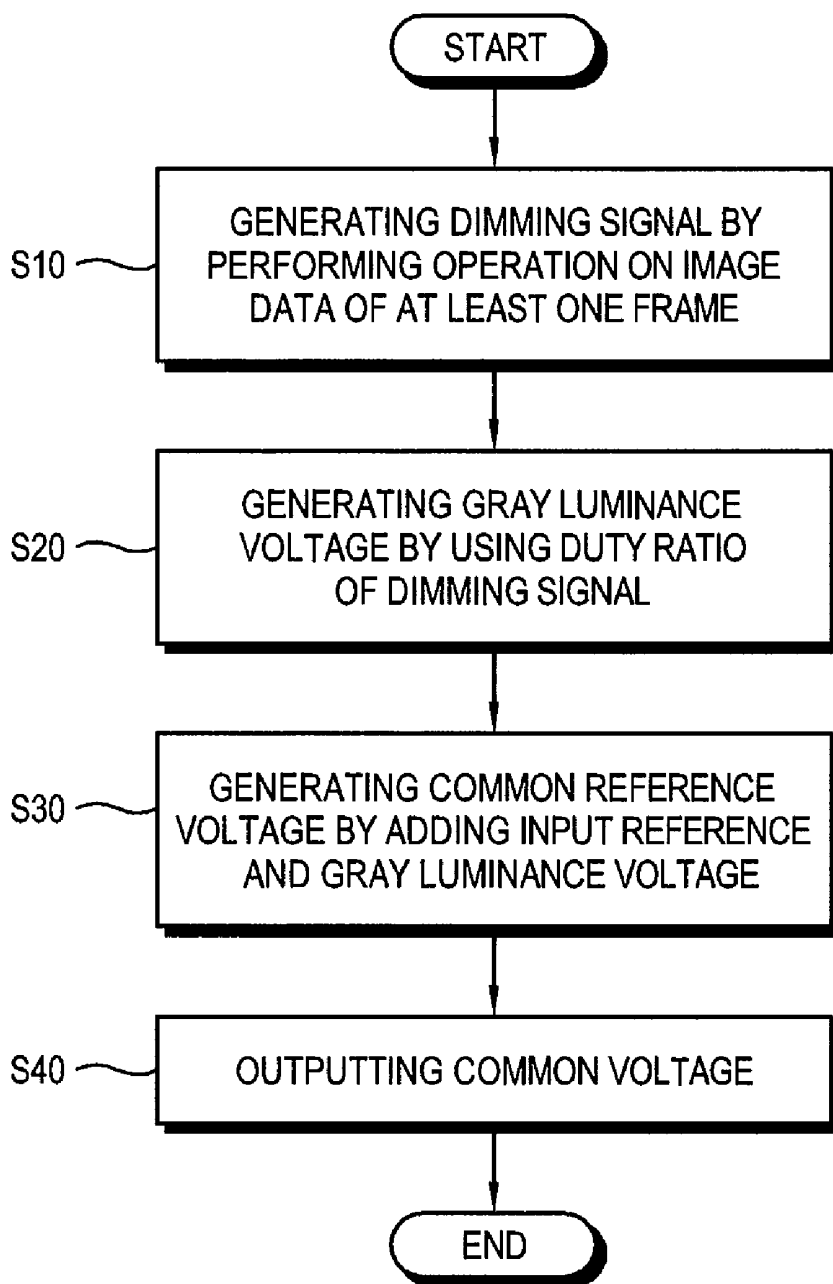 START
S10
GENERATING DIMMING SIGNAL BY
PERFORMING OPERATION ON IMAGE
DATA OF AT LEAST ONE FRAME
S20
GENERATING GRAY LUMINANCE
VOLTAGE BY USING DUTY RATIO
OF DIMMING SIGNAL
S30
GENERATING COMMON REFERENCE
VOLTAGE BY ADDING INPUT REFERENCE
AND GRAY LUMINANCE VOLTAGE
S40
OUTPUTTING COMMON VOLTAGE
END